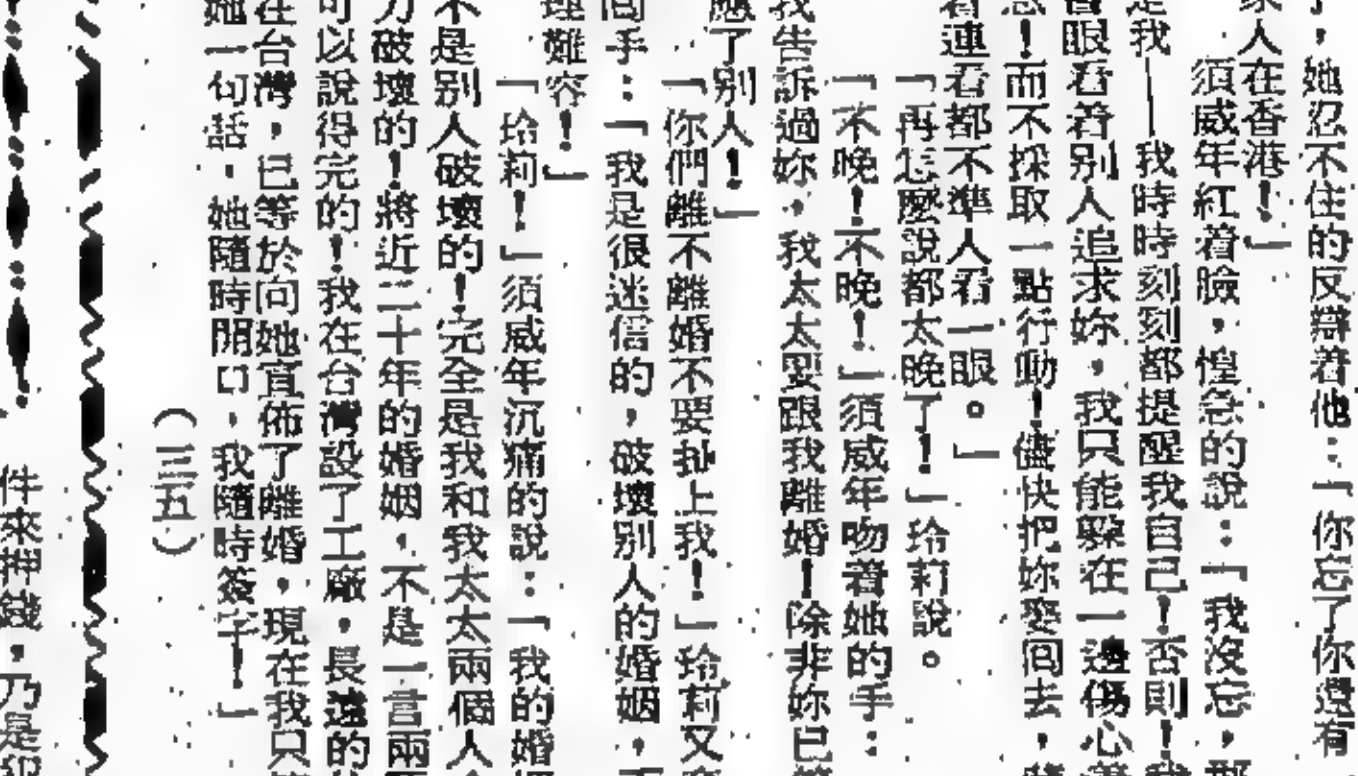 ，她忍不住的反辯着他：「你忘了你還有
家人在香港！」
須威年紅着臉，惶急的說：「我沒忘，
是我——我時時刻刻都提醒我自己！否則！我
眼看着別人追求妳，我只能躲在一邊傷心
！而不採取一點行動！儘快把妳娶回去，
着連看都不準人看一眼。」
「再怎麼說都太晚了！」玲莉說。
「不晚！不晚！」須威年吻着她的手：
我告訴過妳，我太太要跟我離婚！除非妳已
應了別人！」
「你們離不離婚不要扯上我！」玲莉又
回手：「我是很迷信的，破壞別人的婚姻，
理難容！」
「玲莉！」須威年沉痛的說：「我的婚
不是別人破壞的！完全是我和我太太兩個人
力破壞的！將近二十年的婚姻，不是一言兩
可以說得完的！我在台灣設了工廠，長遠的
在台灣，已等於向她宣佈了離婚，現在我只
她一句話，她隨時開口，我隨時簽字！」
（三五）
件來押錢，乃是